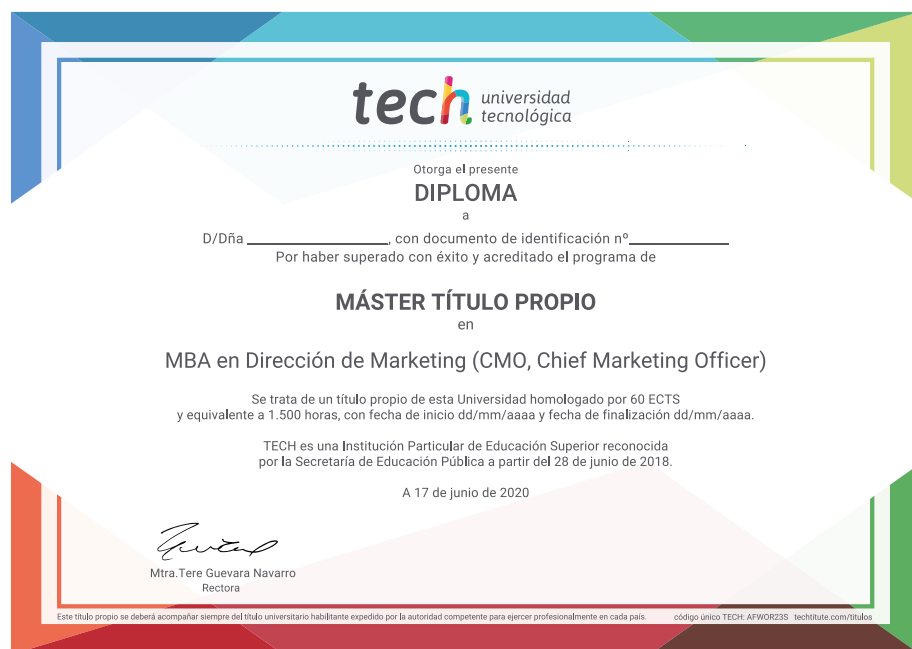 tech universidad
tecnológica
Otorga el presente
DIPLOMA
a
D/Dña ____________________, con documento de identificación nº______________
Por haber superado con éxito y acreditado el programa de
MÁSTER TÍTULO PROPIO
en
MBA en Dirección de Marketing (CMO, Chief Marketing Officer)
Se trata de un título propio de esta Universidad homologado por 60 ECTS
y equivalente a 1.500 horas, con fecha de inicio dd/mm/aaaa y fecha de finalización dd/mm/aaaa.
TECH es una Institución Particular de Educación Superior reconocida
por la Secretaría de Educación Pública a partir del 28 de junio de 2018.
A 17 de junio de 2020
Mtra.Tere Guevara Navarro
Rectora
Este título propio se deberá acompañar siempre del título universitario habilitante expedido por la autoridad competente para ejercer profesionalmente en cada país. código único TECH: AFWOR23S techtitute.com/títulos